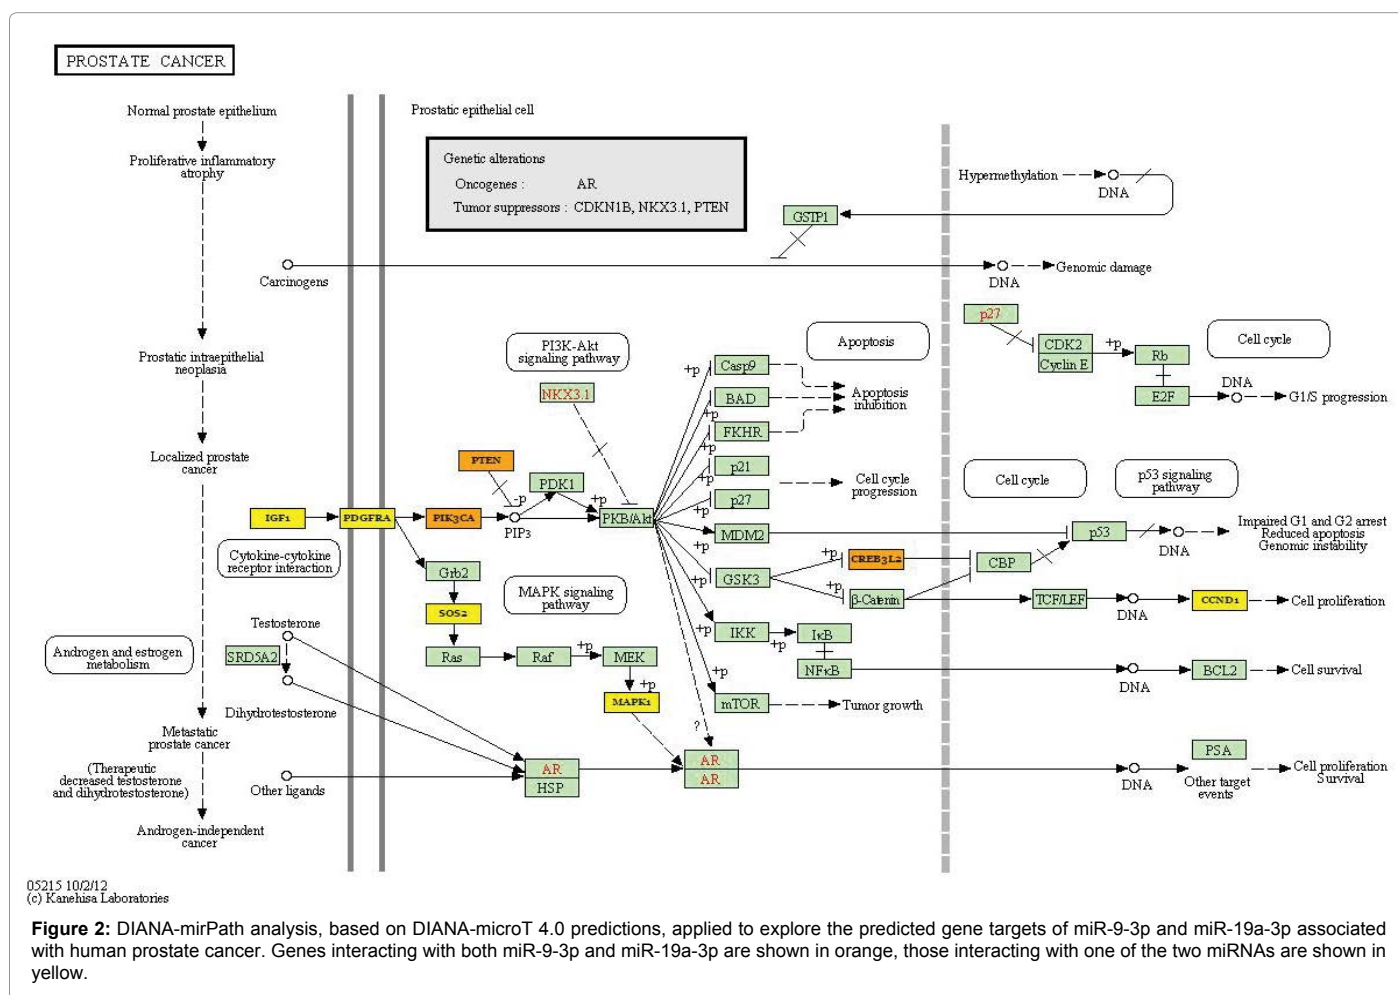 PROSTATE CANCER
Normal prostate epithelium
Proliferative inflammatory
atrophy
Prostatic intraepithelial
neoplasia
Localized prostate
cancer
Metastatic
prostate cancer
(Therapeutic
decreased testosterone
and dihydrotestosterone)
Androgen-independent
cancer
Prostatic epithelial cell
Genetic alterations
Oncogenes : AR
Tumor suppressors : CDKN1B, NKX3.1, PTEN
Hypermethylation
DNA
GSTP1
Carcinogens
DNA
Genomic damage
PI3K-Akt
signaling pathway
NKX3.1
Apoptosis
p27
CDK2
Cyclin E
+p
Rb
E2F
Cell cycle
DNA
G1/S progression
+p
Casp9
BAD
+p
FKHR
+p
p21
+p
p27
+p
MDM2
+p
Apoptosis
inhibition
Cell cycle
progression
Cell cycle
p53 signaling
pathway
PTEN
PDK1
-p
+p
IGF1
PDGFRA
PIK3CA
PIP3
PKB/Akt
p53
DNA
Impaired G1 and G2 arrest
Reduced apoptosis
Genomic instability
Cytokine-cytokine
receptor interaction
Grb2
SOS2
MAPK signaling
pathway
GSK3
+p
+p
CREB3L2
+p
β-Catenin
CBP
TCF/LEF
DNA
CCND1
Cell proliferation
Testosterone
SRD5A2
Androgen and estrogen
metabolism
Dihydrotestosterone
Ras
Raf
+p
MEK
+p
MAPK1
+p
IKK
+p
IκB
NFκB
DNA
BCL2
Cell survival
+p
mTOR
Tumor growth
?
Other ligands
AR
HSP
AR
AR
DNA
PSA
Other target
events
Cell proliferation
Survival
05215 10/2/12
(c) Kanehisa Laboratories
Figure 2: DIANA-mirPath analysis, based on DIANA-microT 4.0 predictions, applied to explore the predicted gene targets of miR-9-3p and miR-19a-3p associated
with human prostate cancer. Genes interacting with both miR-9-3p and miR-19a-3p are shown in orange, those interacting with one of the two miRNAs are shown in
yellow.